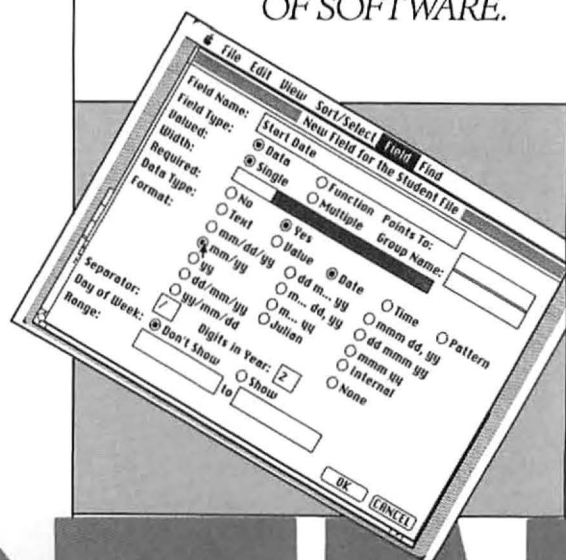 OF SOFTWARE.
File Edit View Sort/Select Field Find
New Field for the Student File
Field Name: Start Date
Field Type: Data Function Points To:
Valued: Single Multiple Group Name:
Width:
Required: No Yes
Data Type: Text Value Date Time Pattern
Format: mm/dd/yy dd m... yy mmm dd, yy
mm/yy m... dd, yy dd mmm yy
yy m... yy mmm yy
dd/mm/yy Julian Internal
yy/mm/dd None
Separator: / Digits in Year: 2
Day of Week: Don't Show Show
Range: to
OK CANCEL